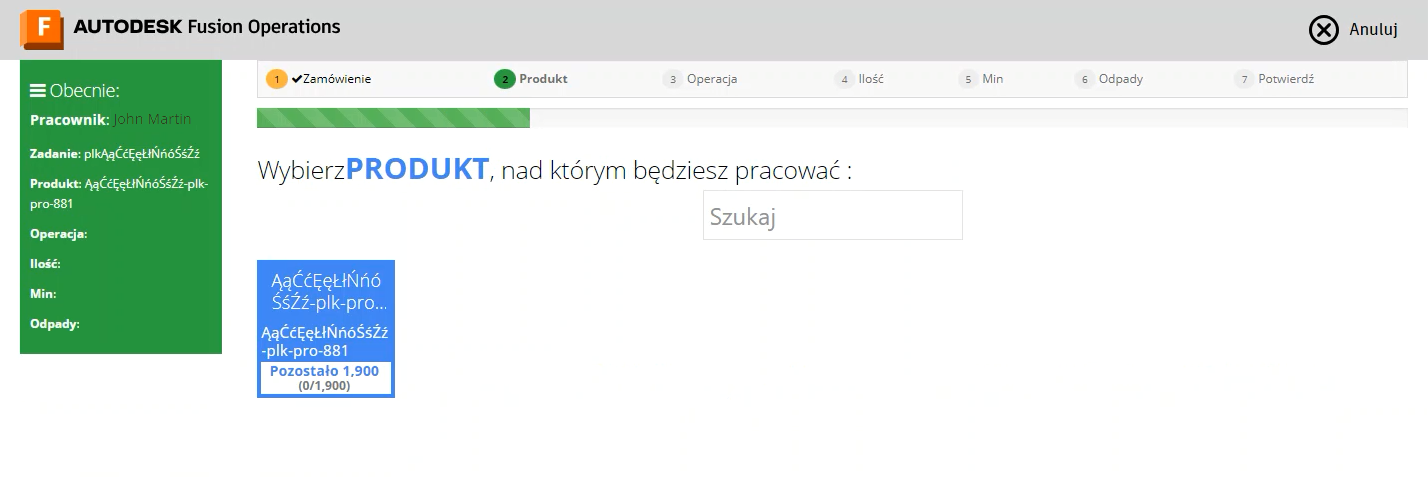 F AUTODESK Fusion Operations
Anuluj
Obecnie:
Pracownik: John Martin
Zadanie: plkĄąĆćĘęŁłŃńóŚśŹź
Produkt: ĄąĆćĘęŁłŃńóŚśŹź-plk-
pro-881
Operacja:
Ilość:
Min:
Odpady:
1 Zamówienie 2 Produkt 3 Operacja 4 Ilość 5 Min 6 Odpady 7 Potwierdź
WybierzPRODUKT, nad którym będziesz pracować :
Szukaj
ĄąĆćĘęŁłŃńó
ŚśŹź-plk-pro...
ĄąĆćĘęŁłŃńóŚśŹź
-plk-pro-881
Pozostało 1,900
(0/1,900)